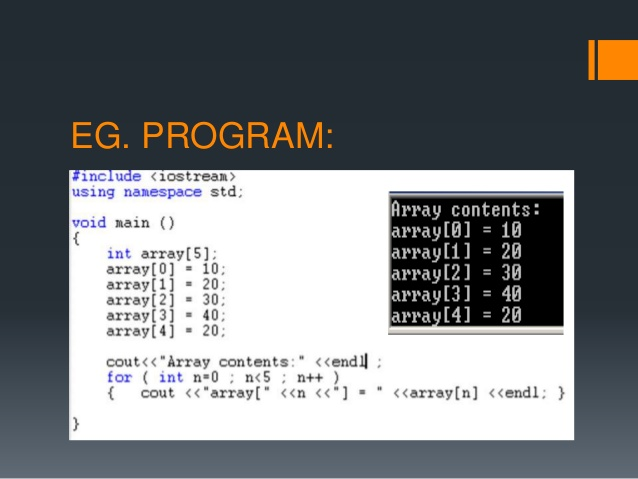 EG. PROGRAM:
#include <iostream>
using namespace std;
void main ()
{
int array[5];
array[0] = 10;
array[1] = 20;
array[2] = 30;
array[3] = 40;
array[4] = 20;
cout<<"Array contents:" <<endl ;
for ( int n=0 ; n<5 ; n++ )
{ cout <<"array[" <<n <<"] = " <<array[n] <<endl; }
}
Array contents:
array[0] = 10
array[1] = 20
array[2] = 30
array[3] = 40
array[4] = 20